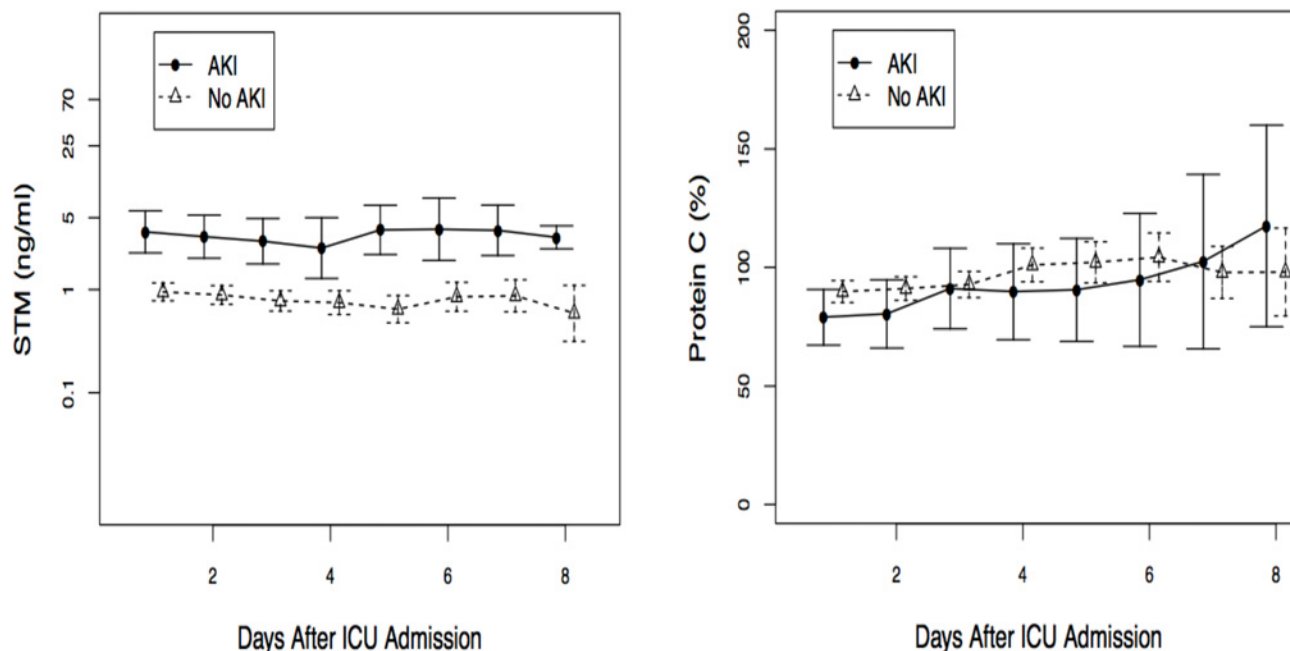 AKI
No AKI
70
25
5
1
0.1
STM (ng/ml)
2 4 6 8
Days After ICU Admission
AKI
No AKI
200
150
100
50
0
Protein C (%)
2 4 6 8
Days After ICU Admission